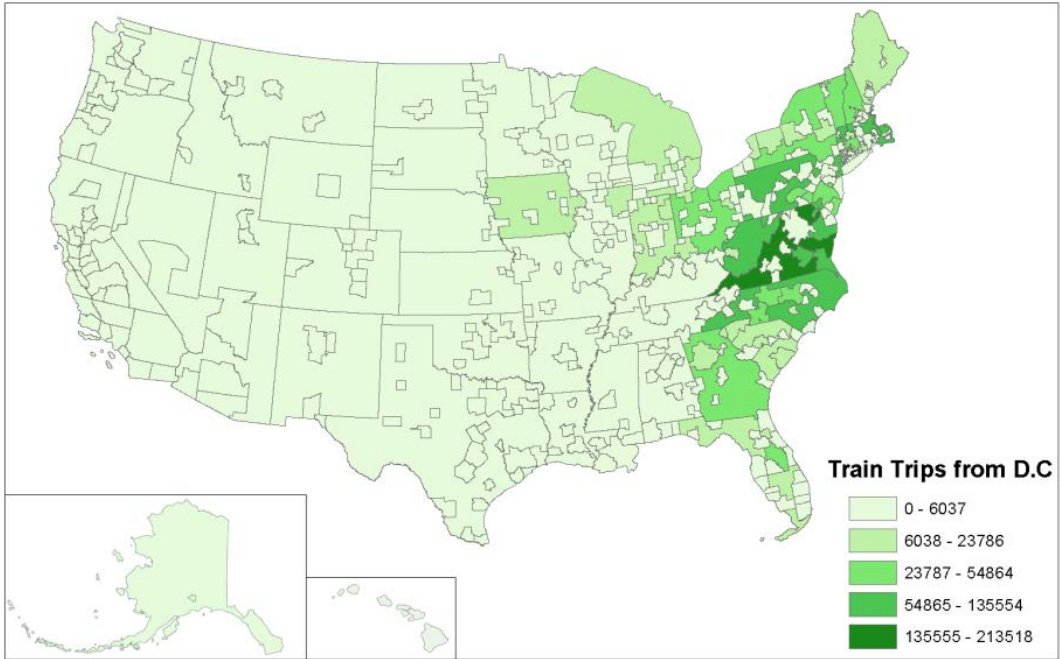 Train Trips from D.C
0 - 6037
6038 - 23786
23787 - 54864
54865 - 135554
135555 - 213518